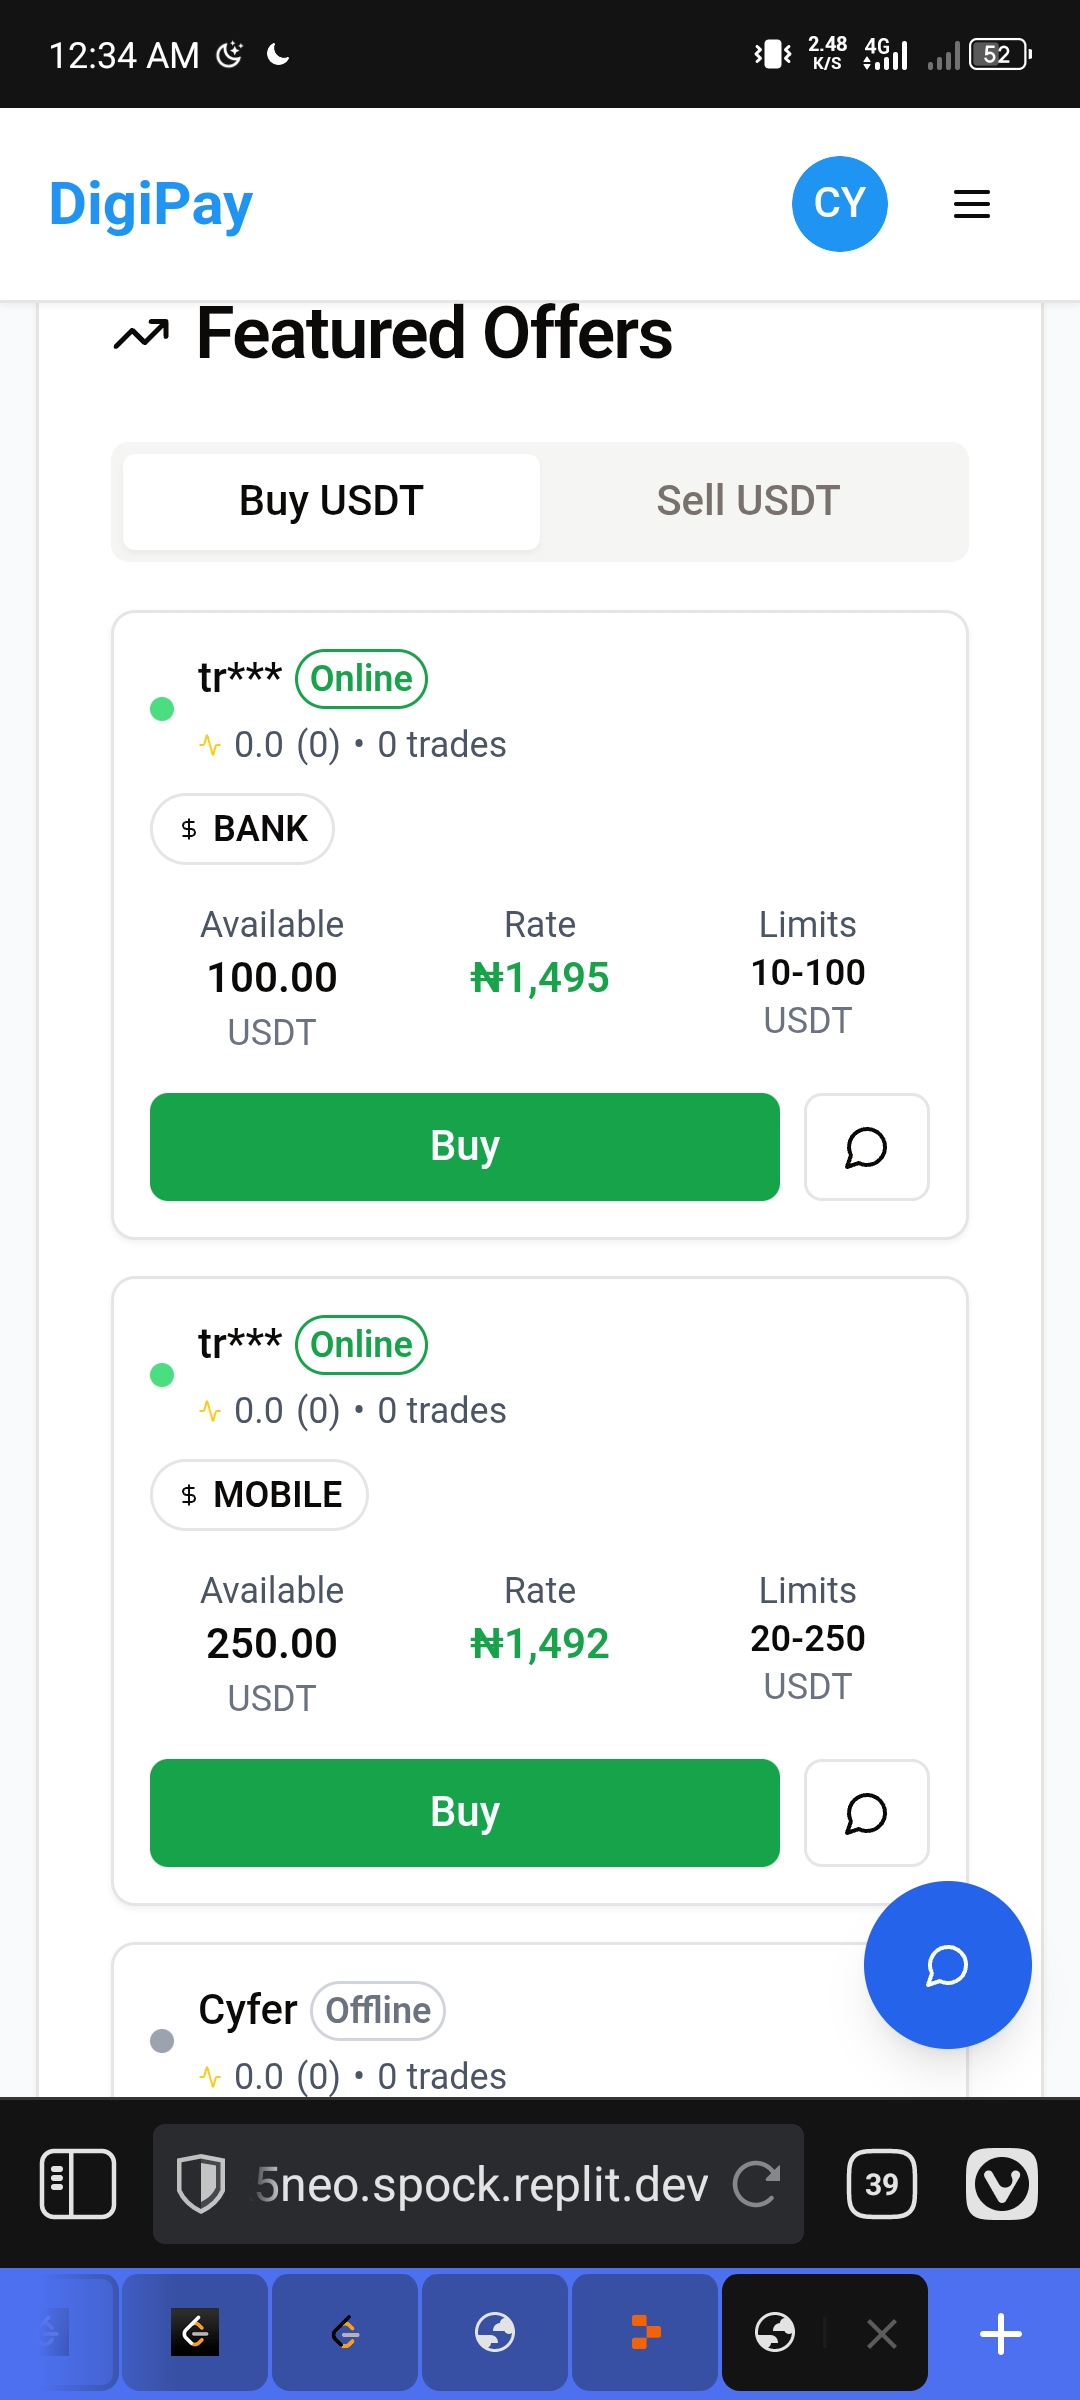 12:34 AM
2.48
K/S
4G
52
DigiPay
CY
Featured Offers
Buy USDT
Sell USDT
tr*** Online
0.0 (0) • 0 trades
$ BANK
Available Rate Limits
100.00 ₦1,495 10-100
USDT USDT
Buy
tr*** Online
0.0 (0) • 0 trades
$ MOBILE
Available Rate Limits
250.00 ₦1,492 20-250
USDT USDT
Buy
Cyfer Offline
0.0 (0) • 0 trades
5neo.spock.replit.dev
39